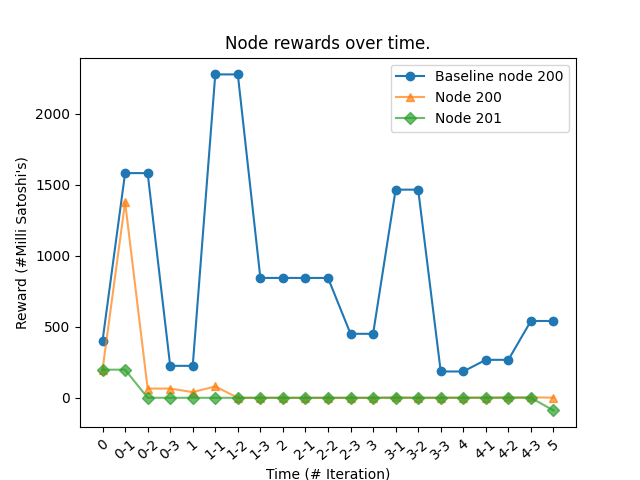 Node rewards over time.
Baseline node 200
Node 200
Node 201
2000
1500
1000
500
0
Reward (#Milli Satoshi's)
0 0-1 0-2 0-3 1 1-1 1-2 1-3 2 2-1 2-2 2-3 3 3-1 3-2 3-3 4 4-1 4-2 4-3 5
Time (# Iteration)